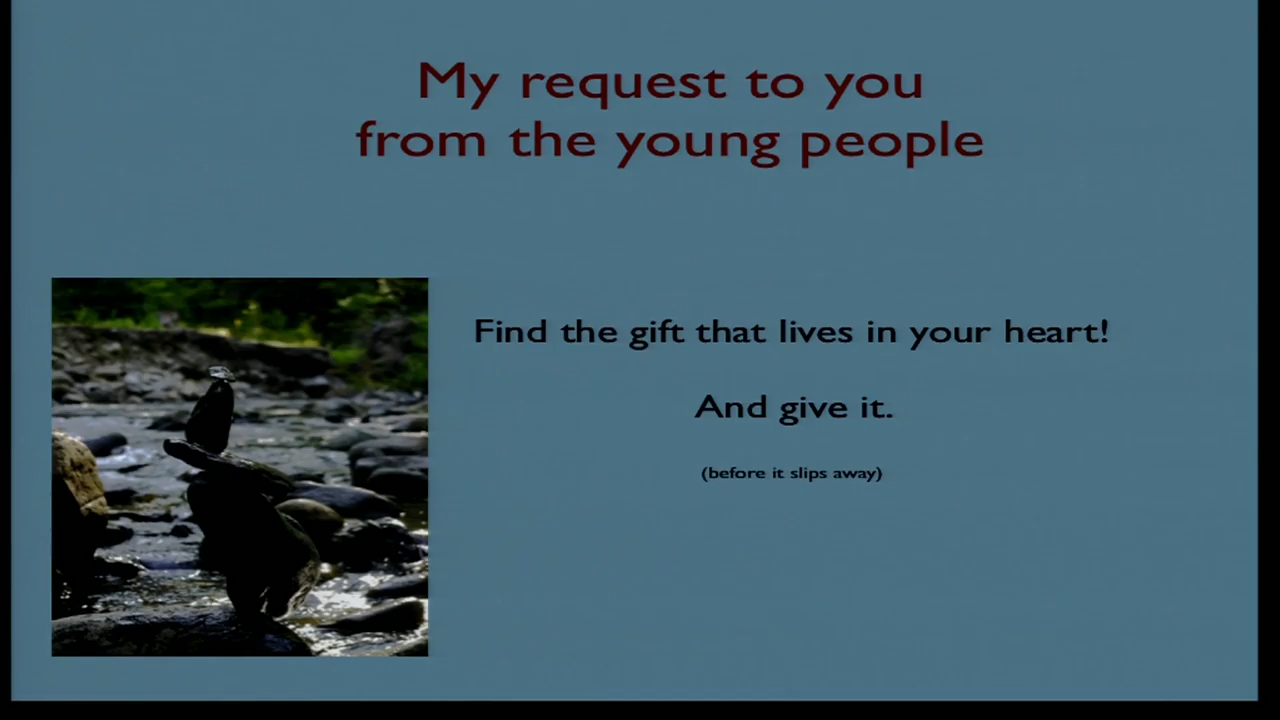 My request to you
from the young people
Find the gift that lives in your heart!
And give it.
(before it slips away)